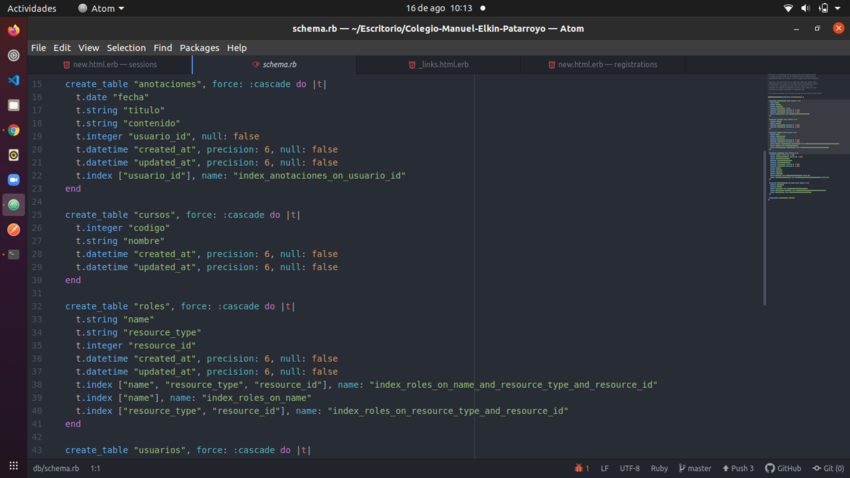 Actividades
Atom
16 de ago 10:13
schema.rb — ~/Escritorio/Colegio-Manuel-Elkin-Patarroyo — Atom
File Edit View Selection Find Packages Help
new.html.erb — sessions
schema.rb
_links.html.erb
new.html.erb — registrations
15 create_table "anotaciones", force: :cascade do |t|
16 t.date "fecha"
17 t.string "titulo"
18 t.string "contenido"
19 t.integer "usuario_id", null: false
20 t.datetime "created_at", precision: 6, null: false
21 t.datetime "updated_at", precision: 6, null: false
22 t.index ["usuario_id"], name: "index_anotaciones_on_usuario_id"
23 end
24
25 create_table "cursos", force: :cascade do |t|
26 t.integer "codigo"
27 t.string "nombre"
28 t.datetime "created_at", precision: 6, null: false
29 t.datetime "updated_at", precision: 6, null: false
30 end
31
32 create_table "roles", force: :cascade do |t|
33 t.string "name"
34 t.string "resource_type"
35 t.integer "resource_id"
36 t.datetime "created_at", precision: 6, null: false
37 t.datetime "updated_at", precision: 6, null: false
38 t.index ["name", "resource_type", "resource_id"], name: "index_roles_on_name_and_resource_type_and_resource_id"
39 t.index ["name"], name: "index_roles_on_name"
40 t.index ["resource_type", "resource_id"], name: "index_roles_on_resource_type_and_resource_id"
41 end
42
43 create_table "usuarios", force: :cascade do |t|
db/schema.rb 1:1
1 LF UTF-8 Ruby master Push 3 GitHub Git (0)